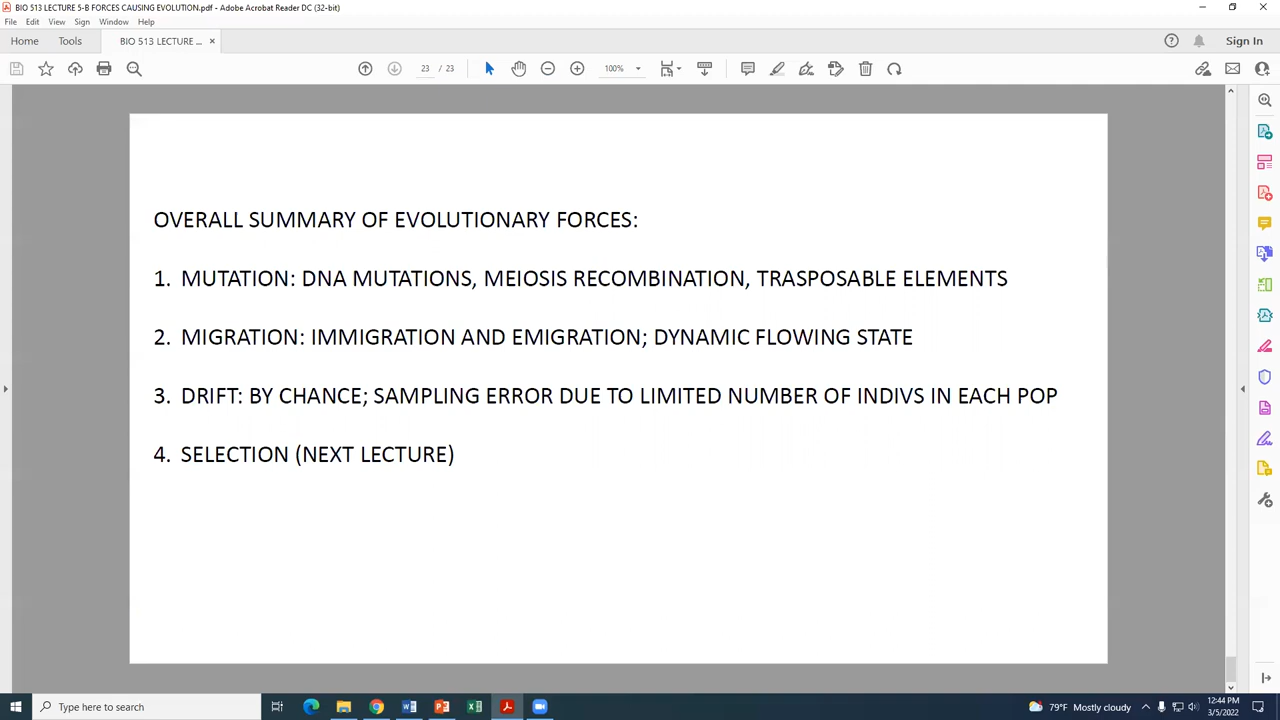 BIO 513 LECTURE 5-B FORCES CAUSING EVOLUTION.pdf - Adobe Acrobat Reader DC (32-bit)
File Edit View Sign Window Help
Home Tools BIO 513 LECTURE ... × Sign In
23 / 23 100%
OVERALL SUMMARY OF EVOLUTIONARY FORCES:
1. MUTATION: DNA MUTATIONS, MEIOSIS RECOMBINATION, TRASPOSABLE ELEMENTS
2. MIGRATION: IMMIGRATION AND EMIGRATION; DYNAMIC FLOWING STATE
3. DRIFT: BY CHANCE; SAMPLING ERROR DUE TO LIMITED NUMBER OF INDIVS IN EACH POP
4. SELECTION (NEXT LECTURE)
Type here to search
79°F Mostly cloudy
12:44 PM
3/5/2022